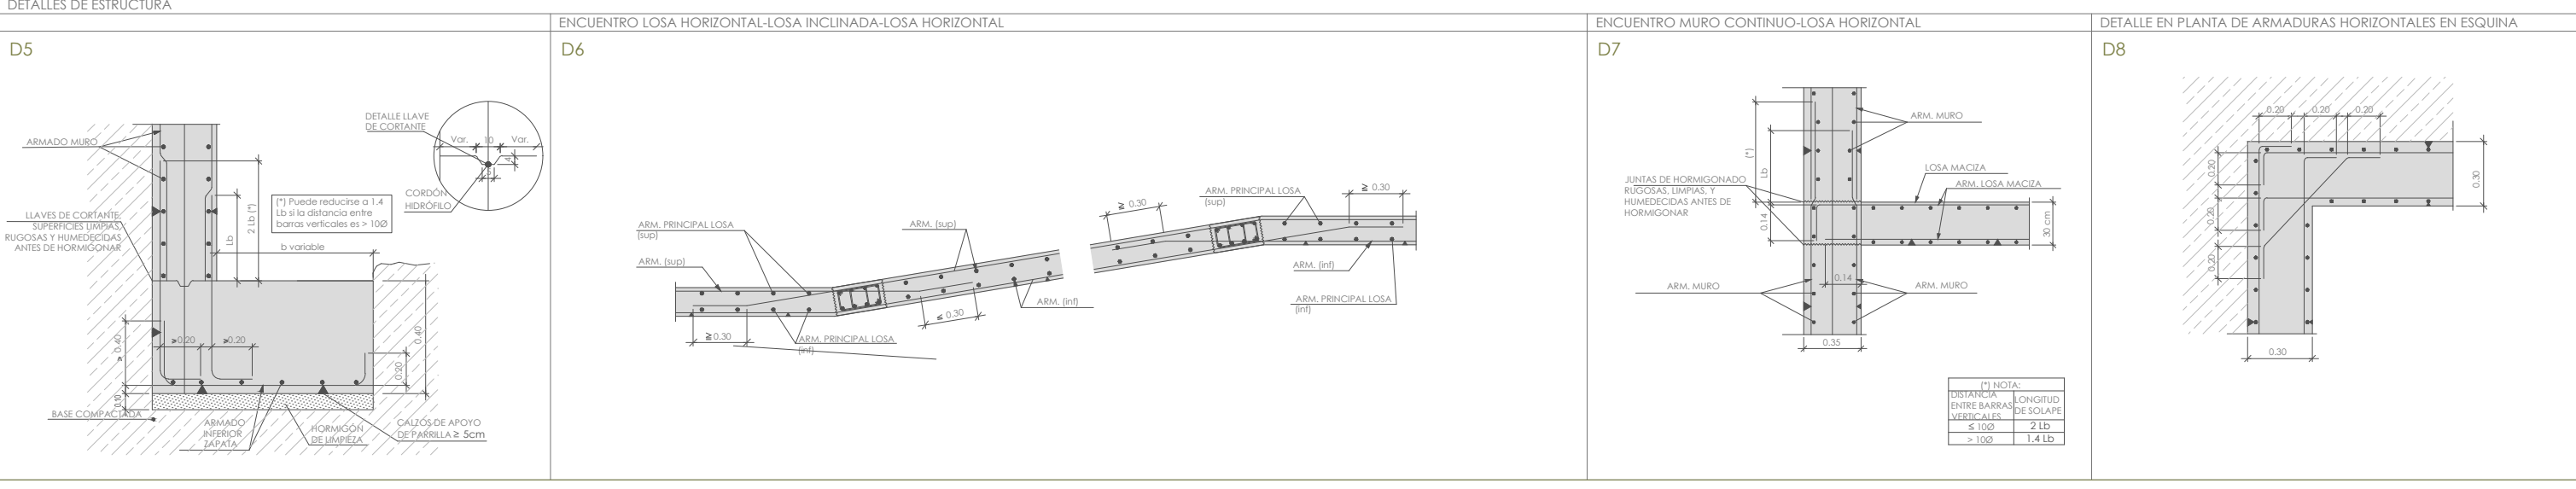 DETALLES DE ESTRUCTURA
ENCUENTRO LOSA HORIZONTAL-LOSA INCLINADA-LOSA HORIZONTAL
ENCUENTRO MURO CONTINUO-LOSA HORIZONTAL
DETALLE EN PLANTA DE ARMADURAS HORIZONTALES EN ESQUINA
D5
DETALLE LLAVE
DE CORTANTE
Var.
10
Var.
4
5
CORDÓN
HIDRÓFILO
ARMADO MURO
(*) Puede reducirse a 1.4
Lb si la distancia entre
barras verticales es > 10Ø
LLAVES DE CORTANTE,
SUPERFICIES LIMPIAS,
RUGOSAS Y HUMEDECIDAS
ANTES DE HORMIGONAR
Lb
2 Lb (*)
b variable
≥ 0.40
≥0.20
≥0.20
0.20
0.40
0.10
BASE COMPACTADA
ARMADO
INFERIOR
ZAPATA
HORMIGÓN
DE LIMPIEZA
CALZOS DE APOYO
DE PARRILLA ≥ 5cm
D6
ARM. PRINCIPAL LOSA
(sup)
ARM. (sup)
ARM. (sup)
≧ 0.30
ARM. PRINCIPAL LOSA
(inf)
≤ 0.30
ARM. (inf)
≧ 0.30
ARM. PRINCIPAL LOSA
(sup)
≧ 0.30
ARM. (inf)
ARM. PRINCIPAL LOSA
(inf)
D7
ARM. MURO
(*)
Lb
LOSA MACIZA
ARM. LOSA MACIZA
JUNTAS DE HORMIGONADO
RUGOSAS, LIMPIAS, Y
HUMEDECIDAS ANTES DE
HORMIGONAR
0.14
30 cm
0.14
ARM. MURO
ARM. MURO
0.35
(*) NOTA:
DISTANCIA
ENTRE BARRAS
VERTICALES
LONGITUD
DE SOLAPE
≤ 10Ø
2 Lb
> 10Ø
1.4 Lb
D8
0.20
0.20
0.20
0.20
0.20
0.20
0.30
0.30